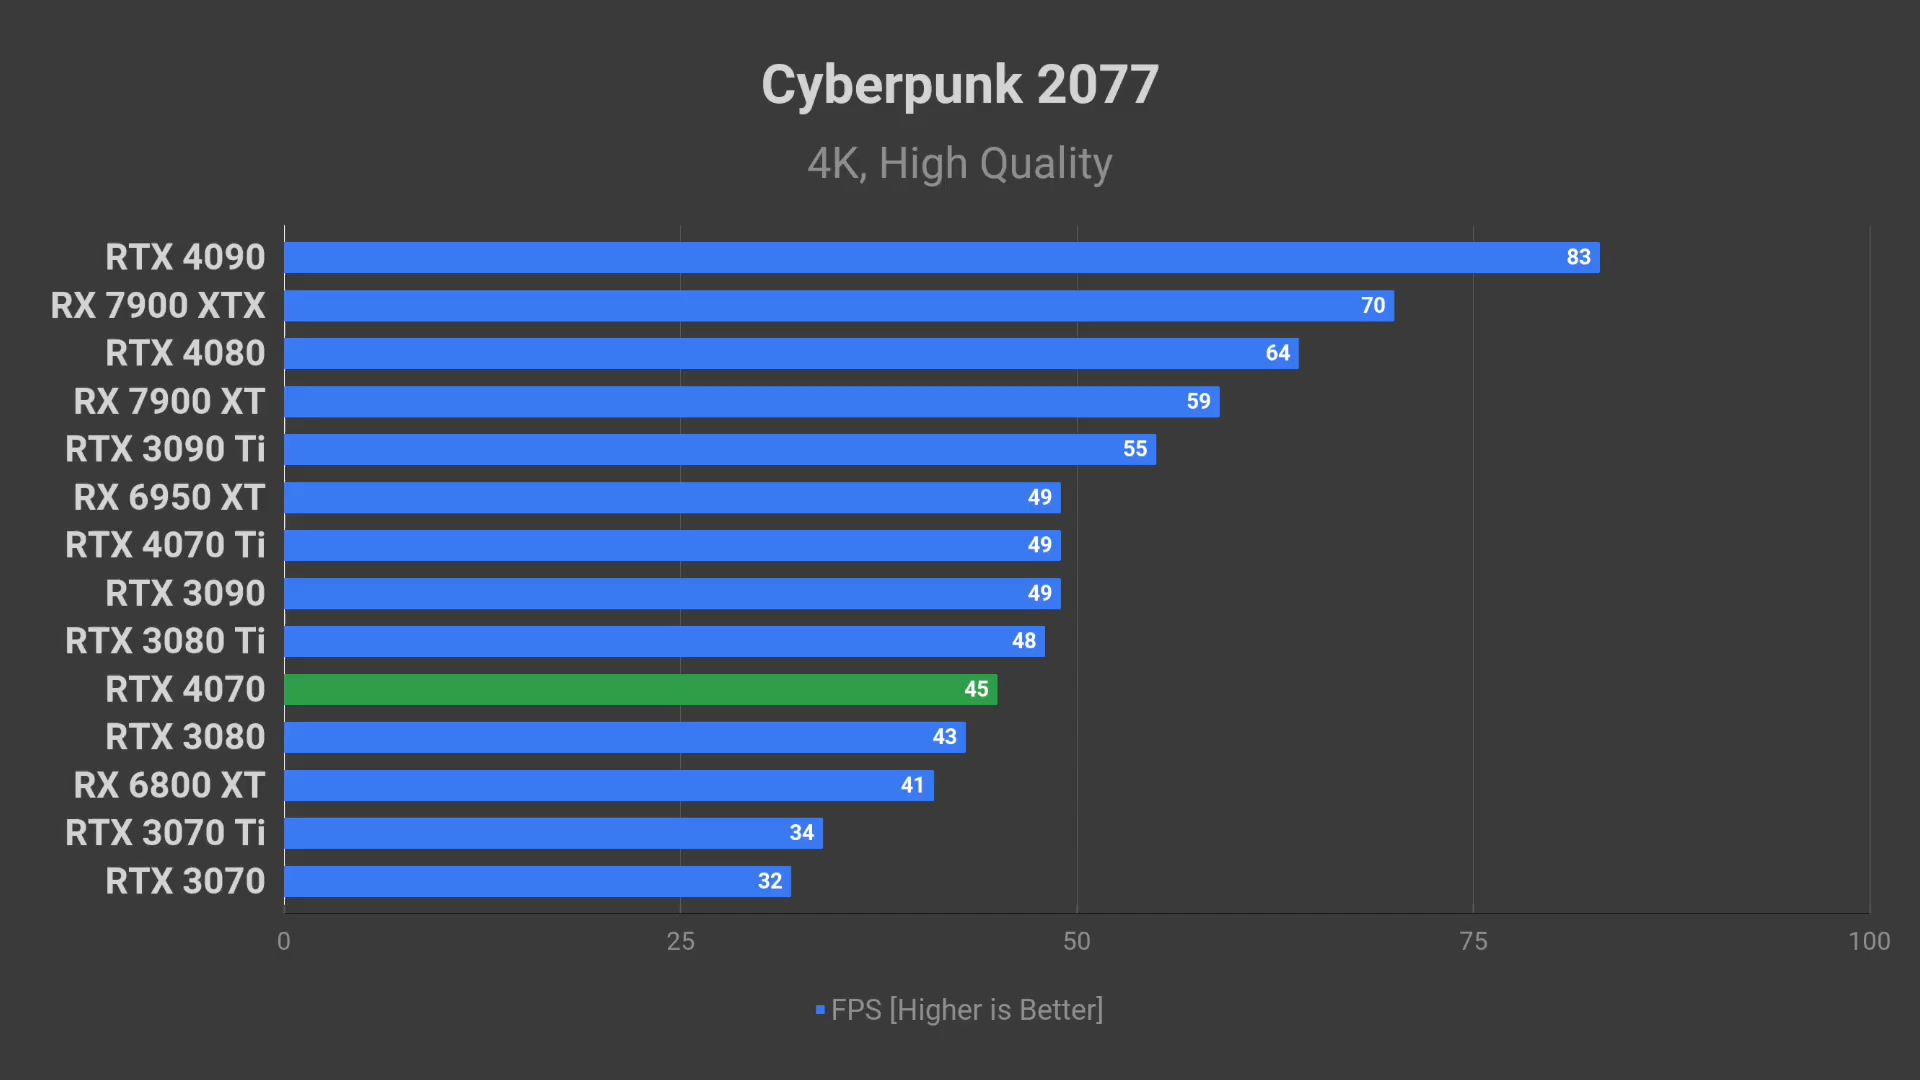 Cyberpunk 2077
4K, High Quality
RTX 4090 83
RX 7900 XTX 70
RTX 4080 64
RX 7900 XT 59
RTX 3090 Ti 55
RX 6950 XT 49
RTX 4070 Ti 49
RTX 3090 49
RTX 3080 Ti 48
RTX 4070 45
RTX 3080 43
RX 6800 XT 41
RTX 3070 Ti 34
RTX 3070 32
0 25 50 75 100
FPS [Higher is Better]